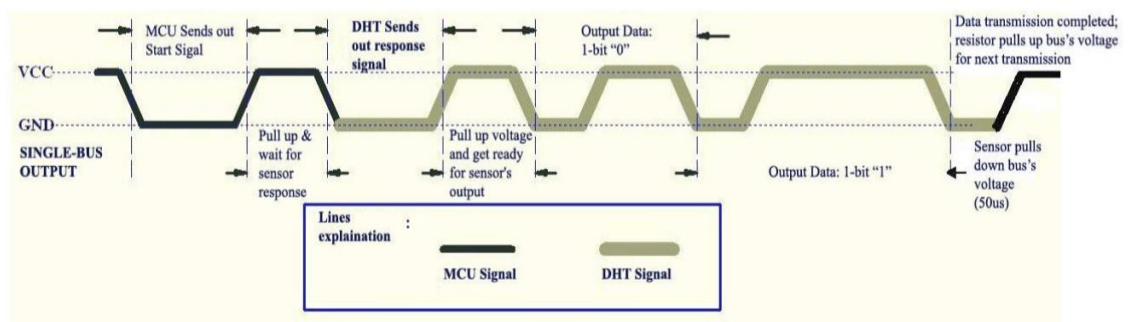 MCU Sends out
Start Sigal
DHT Sends
out response
signal
Output Data:
1-bit “0”
Data transmission completed;
resistor pulls up bus’s voltage
for next transmission
VCC
GND
SINGLE-BUS
OUTPUT
Pull up &
wait for
sensor
response
Pull up voltage
and get ready
for sensor's
output
Output Data: 1-bit “1”
Sensor pulls
down bus’s
voltage
(50us)
Lines
explaination :
MCU Signal
DHT Signal